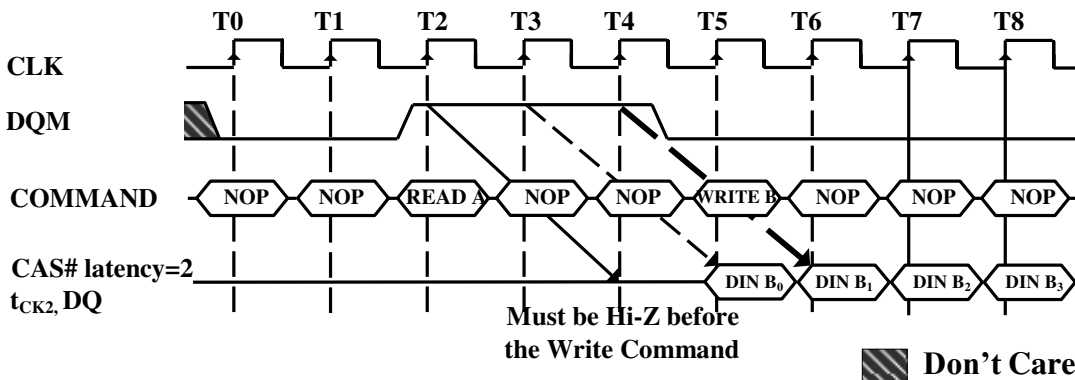 T0 T1 T2 T3 T4 T5 T6 T7 T8
CLK
DQM
COMMAND NOP NOP READ A NOP NOP WRITE B NOP NOP NOP
CAS# latency=2
tCK2, DQ DIN B0 DIN B1 DIN B2 DIN B3
Must be Hi-Z before
the Write Command
Don't Care